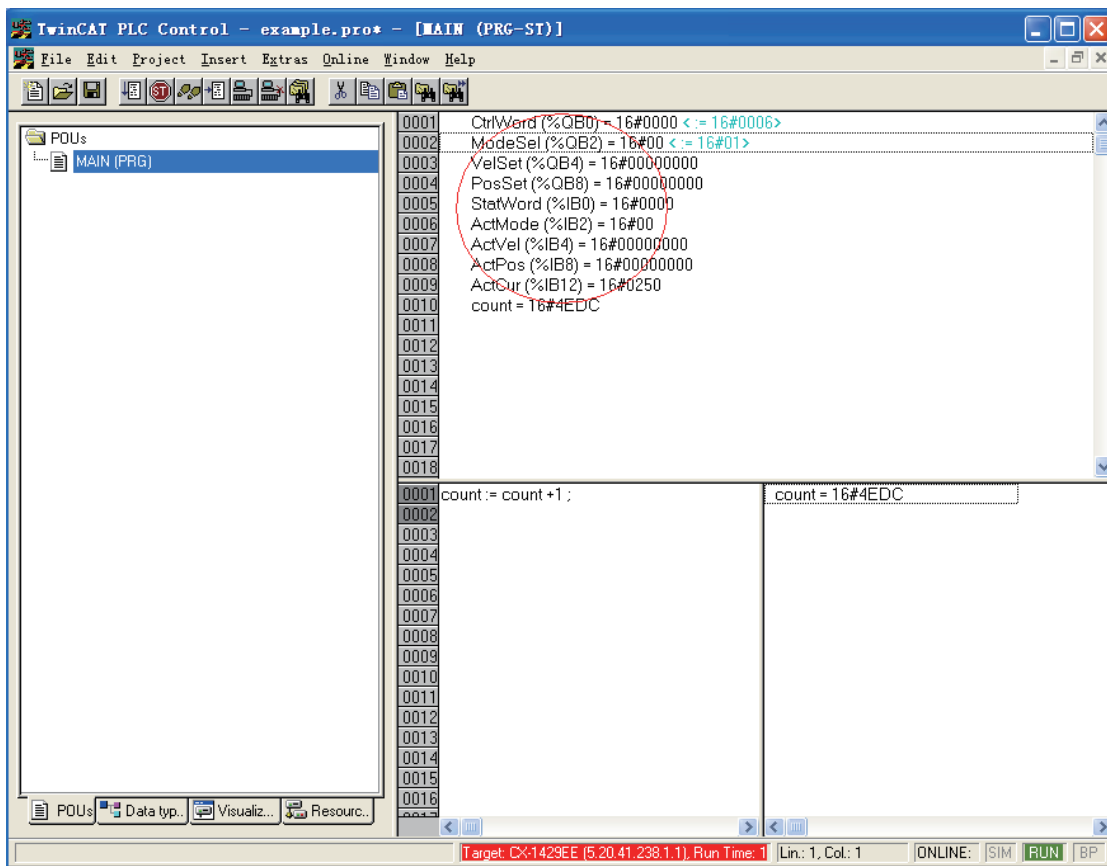 TwinCAT PLC Control - example.pro* - [MAIN (PRG-ST)]
File Edit Project Insert Extras Online Window Help
ST
POUs
MAIN (PRG)
0001 CtrlWord (%QB0) = 16#0000 < := 16#0006>
0002 ModeSel (%QB2) = 16#00 < := 16#01>
0003 VelSet (%QB4) = 16#00000000
0004 PosSet (%QB8) = 16#00000000
0005 StatWord (%IB0) = 16#0000
0006 ActMode (%IB2) = 16#00
0007 ActVel (%IB4) = 16#00000000
0008 ActPos (%IB8) = 16#00000000
0009 ActCur (%IB12) = 16#0250
0010 count = 16#4EDC
0011
0012
0013
0014
0015
0016
0017
0018
0001 count := count +1 ; count = 16#4EDC
0002
0003
0004
0005
0006
0007
0008
0009
0010
0011
0012
0013
0014
0015
0016
POUs Data typ.. Visualiz... Resourc..
Target: CX-1429EE (5.20.41.238.1.1), Run Time: 1 Lin.: 1, Col.: 1 ONLINE: SIM RUN BP